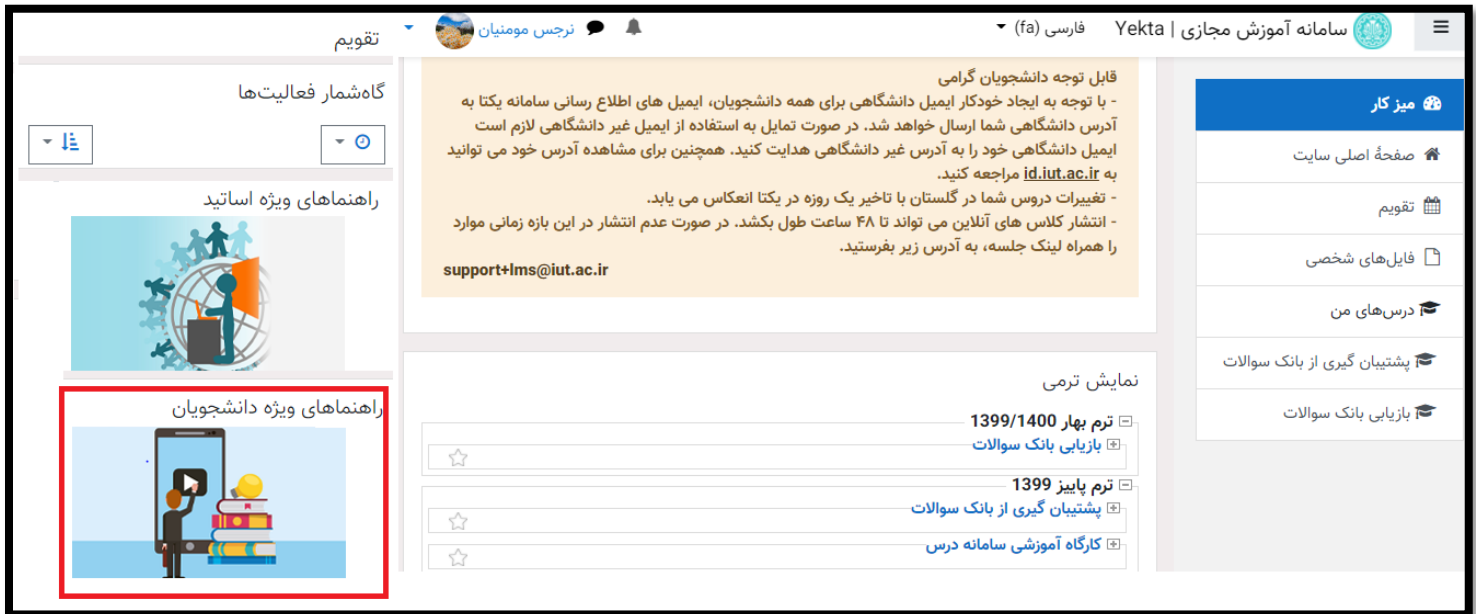 سامانه آموزش مجازی | Yekta
فارسی (fa)
نرجس مومنیان
میز کار
صفحهٔ اصلی سایت
تقویم
فایل‌های شخصی
درس‌های من
پشتیبان گیری از بانک سوالات
بازیابی بانک سوالات
قابل توجه دانشجویان گرامی
- با توجه به ایجاد خودکار ایمیل دانشگاهی برای همه دانشجویان، ایمیل های اطلاع رسانی سامانه یکتا به
آدرس دانشگاهی شما ارسال خواهد شد. در صورت تمایل به استفاده از ایمیل غیر دانشگاهی لازم است
ایمیل دانشگاهی خود را به آدرس غیر دانشگاهی هدایت کنید. همچنین برای مشاهده آدرس خود می توانید
به id.iut.ac.ir مراجعه کنید.
- تغییرات دروس شما در گلستان با تاخیر یک روزه در یکتا انعکاس می یابد.
- انتشار کلاس های آنلاین می تواند تا ۴۸ ساعت طول بکشد. در صورت عدم انتشار در این بازه زمانی موارد
را همراه لینک جلسه، به آدرس زیر بفرستید.
support+lms@iut.ac.ir
نمایش ترمی
ترم بهار 1399/1400
بازیابی بانک سوالات
ترم پاییز 1399
پشتیبان گیری از بانک سوالات
کارگاه آموزشی سامانه درس
تقویم
گاه‌شمار فعالیت‌ها
راهنماهای ویژه اساتید
راهنماهای ویژه دانشجویان